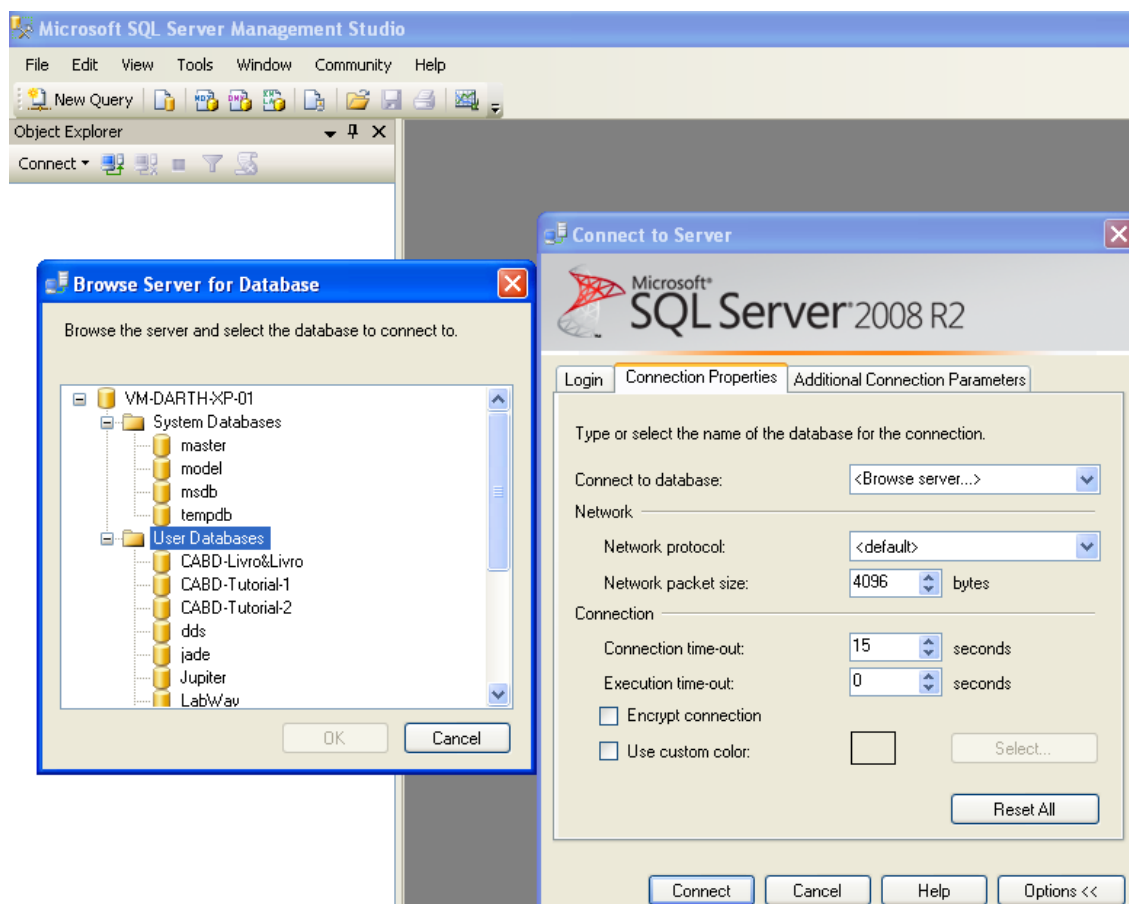 Microsoft SQL Server Management Studio
File Edit View Tools Window Community Help
New Query
Object Explorer
Connect
Browse Server for Database
Browse the server and select the database to connect to.
VM-DARTH-XP-01
System Databases
master
model
msdb
tempdb
User Databases
CABD-Livro&Livro
CABD-Tutorial-1
CABD-Tutorial-2
dds
jade
Jupiter
LabWav
OK Cancel
Connect to Server
Microsoft®
SQL Server® 2008 R2
Login Connection Properties Additional Connection Parameters
Type or select the name of the database for the connection.
Connect to database: <Browse server...>
Network
Network protocol: <default>
Network packet size: 4096 bytes
Connection
Connection time-out: 15 seconds
Execution time-out: 0 seconds
Encrypt connection
Use custom color: Select...
Reset All
Connect Cancel Help Options <<